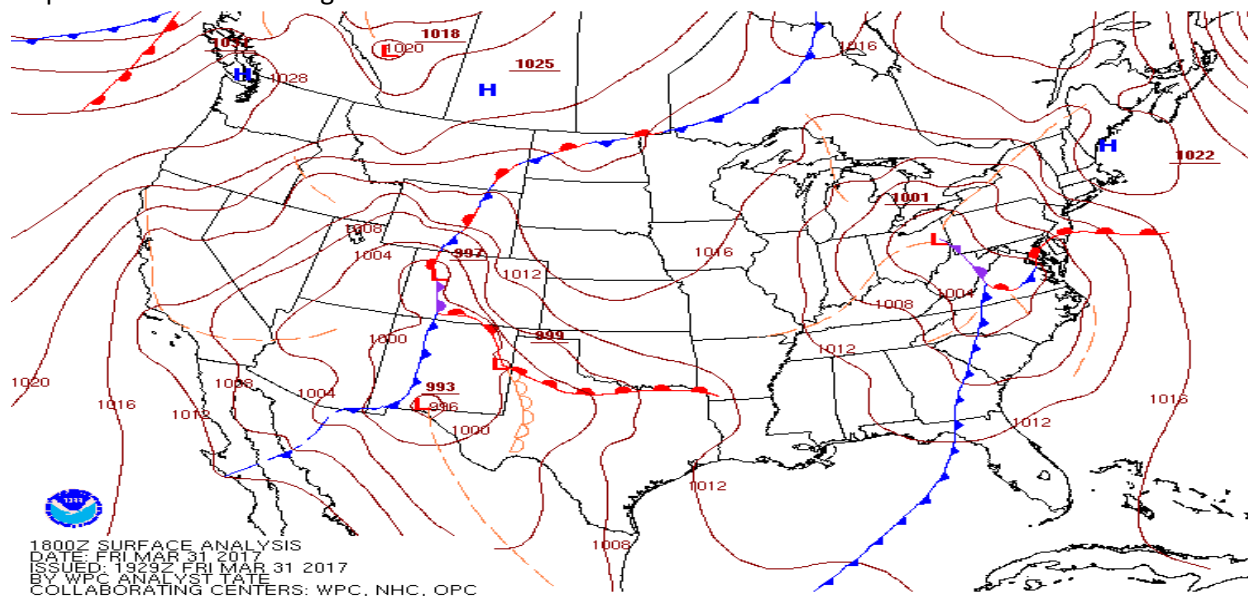 1018
1020
1025
1016
H
1028
L
H
H
1022
1001
1008
1004
997
L
1012
1016
L
1004
1008
1000
999
1012
L
993
L
996
1004
1008
1012
1016
1020
1000
1012
1016
1012
1008
1800Z SURFACE ANALYSIS
DATE: FRI MAR 31 2017
ISSUED: 1929Z FRI MAR 31 2017
BY WPC ANALYST TATE
COLLABORATING CENTERS: WPC, NHC, OPC